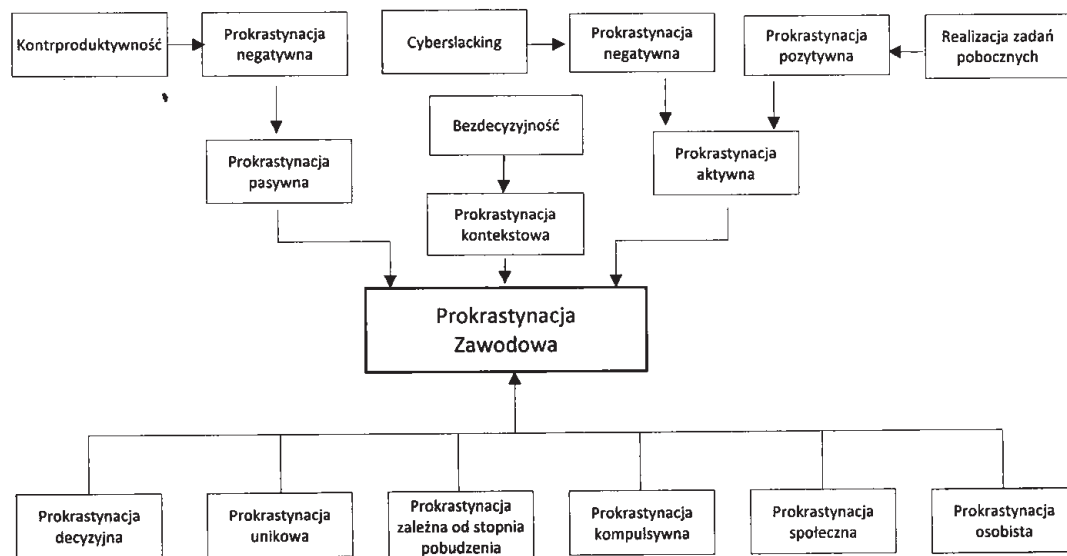 Kontrproduktywność
Prokrastynacja
negatywna
Cyberslacking
Prokrastynacja
negatywna
Prokrastynacja
pozytywna
Realizacja zadań
pobocznych
Bezdecyzyjność
Prokrastynacja
pasywna
Prokrastynacja
aktywna
Prokrastynacja
kontekstowa
Prokrastynacja
Zawodowa
Prokrastynacja
decyzyjna
Prokrastynacja
unikowa
Prokrastynacja
zależna od stopnia
pobudzenia
Prokrastynacja
kompulsywna
Prokrastynacja
społeczna
Prokrastynacja
osobista